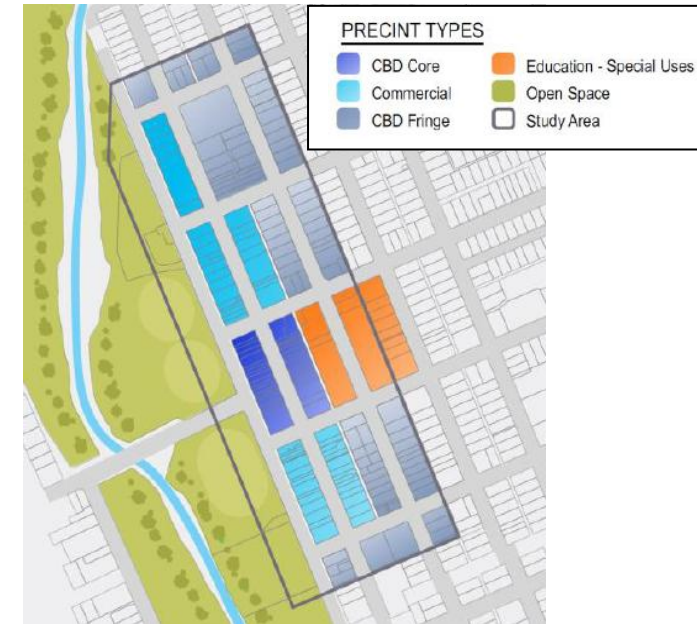 PRECINT TYPES
CBD Core
Education - Special Uses
Commercial
Open Space
CBD Fringe
Study Area